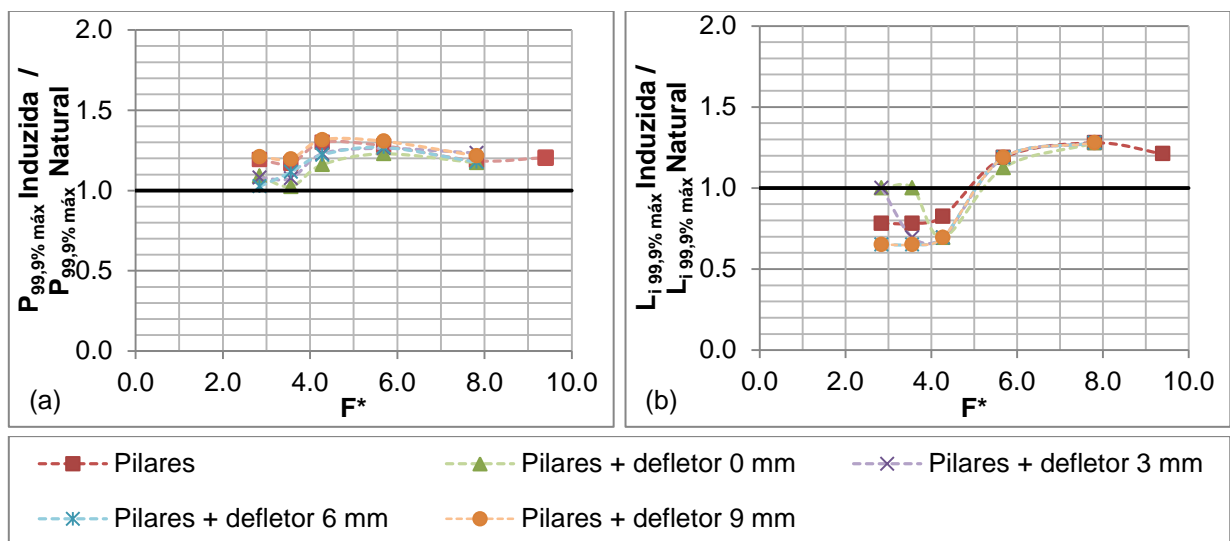 P99,9% máx Induzida /
P99,9% máx Natural
2.0
1.5
1.0
0.5
0.0
0.0 2.0 4.0 6.0 8.0 10.0
(a)
F*
Li 99,9% máx Induzida /
Li 99,9% máx Natural
2.0
1.5
1.0
0.5
0.0
0.0 2.0 4.0 6.0 8.0 10.0
(b)
F*
Pilares
Pilares + defletor 0 mm
Pilares + defletor 3 mm
Pilares + defletor 6 mm
Pilares + defletor 9 mm